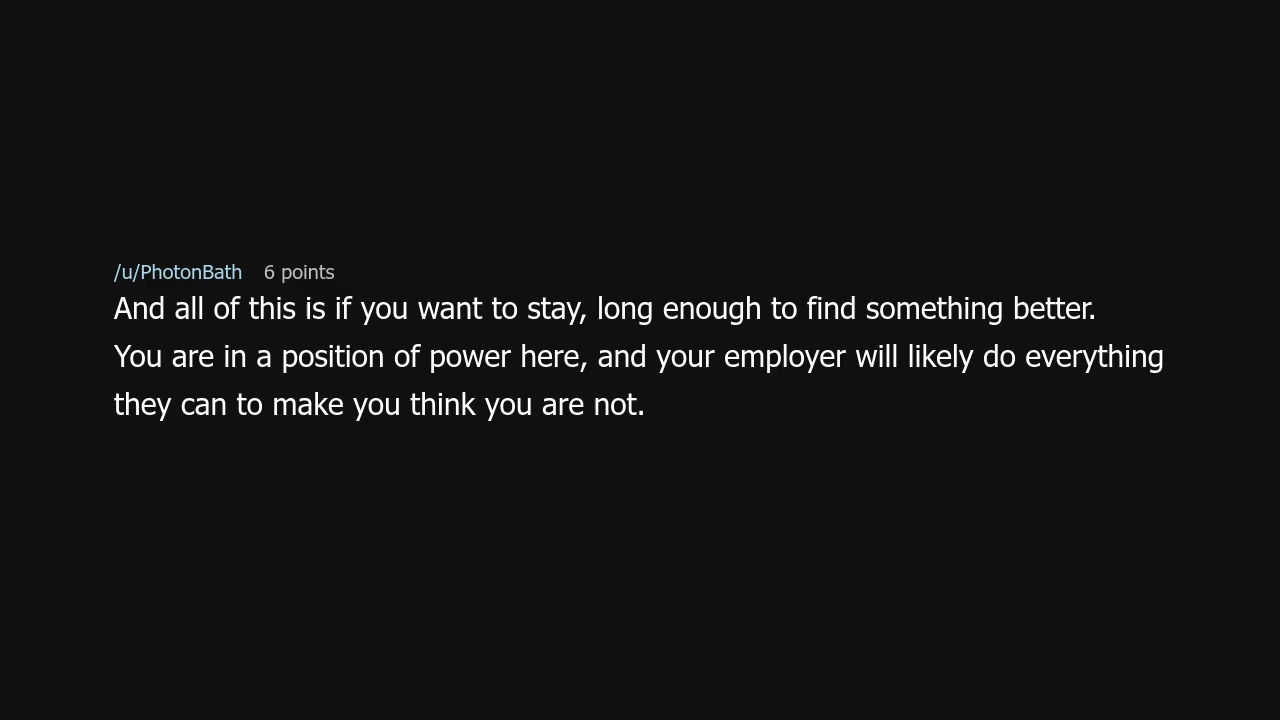 /u/PhotonBath 6 points
And all of this is if you want to stay, long enough to find something better.
You are in a position of power here, and your employer will likely do everything
they can to make you think you are not.